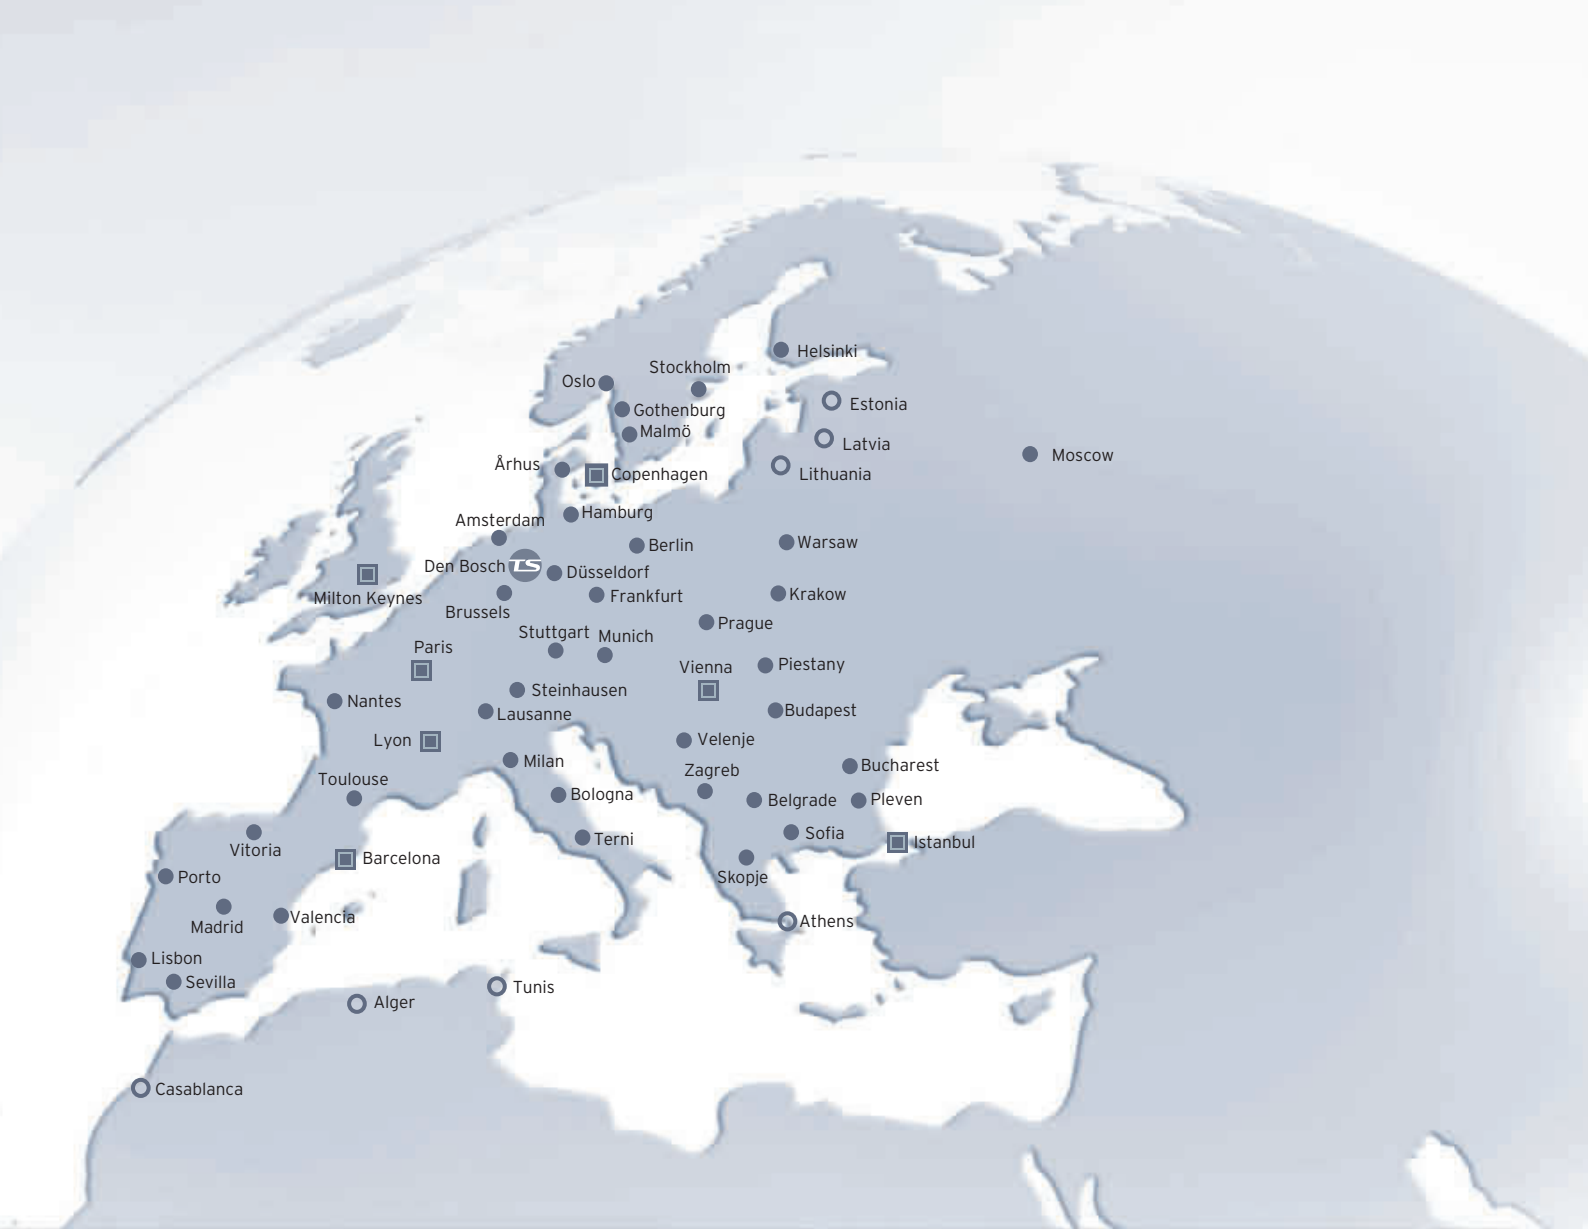 Helsinki
Stockholm
Oslo
Estonia
Gothenburg
Malmö
Latvia
Moscow
Århus
Copenhagen
Lithuania
Hamburg
Amsterdam
Warsaw
Berlin
Den Bosch
TS
Düsseldorf
Milton Keynes
Frankfurt
Krakow
Brussels
Prague
Stuttgart
Munich
Paris
Vienna
Piestany
Steinhausen
Nantes
Lausanne
Budapest
Lyon
Velenje
Milan
Bucharest
Zagreb
Toulouse
Bologna
Belgrade
Pleven
Terni
Sofia
Istanbul
Vitoria
Barcelona
Porto
Skopje
Valencia
Madrid
Athens
Lisbon
Sevilla
Tunis
Alger
Casablanca